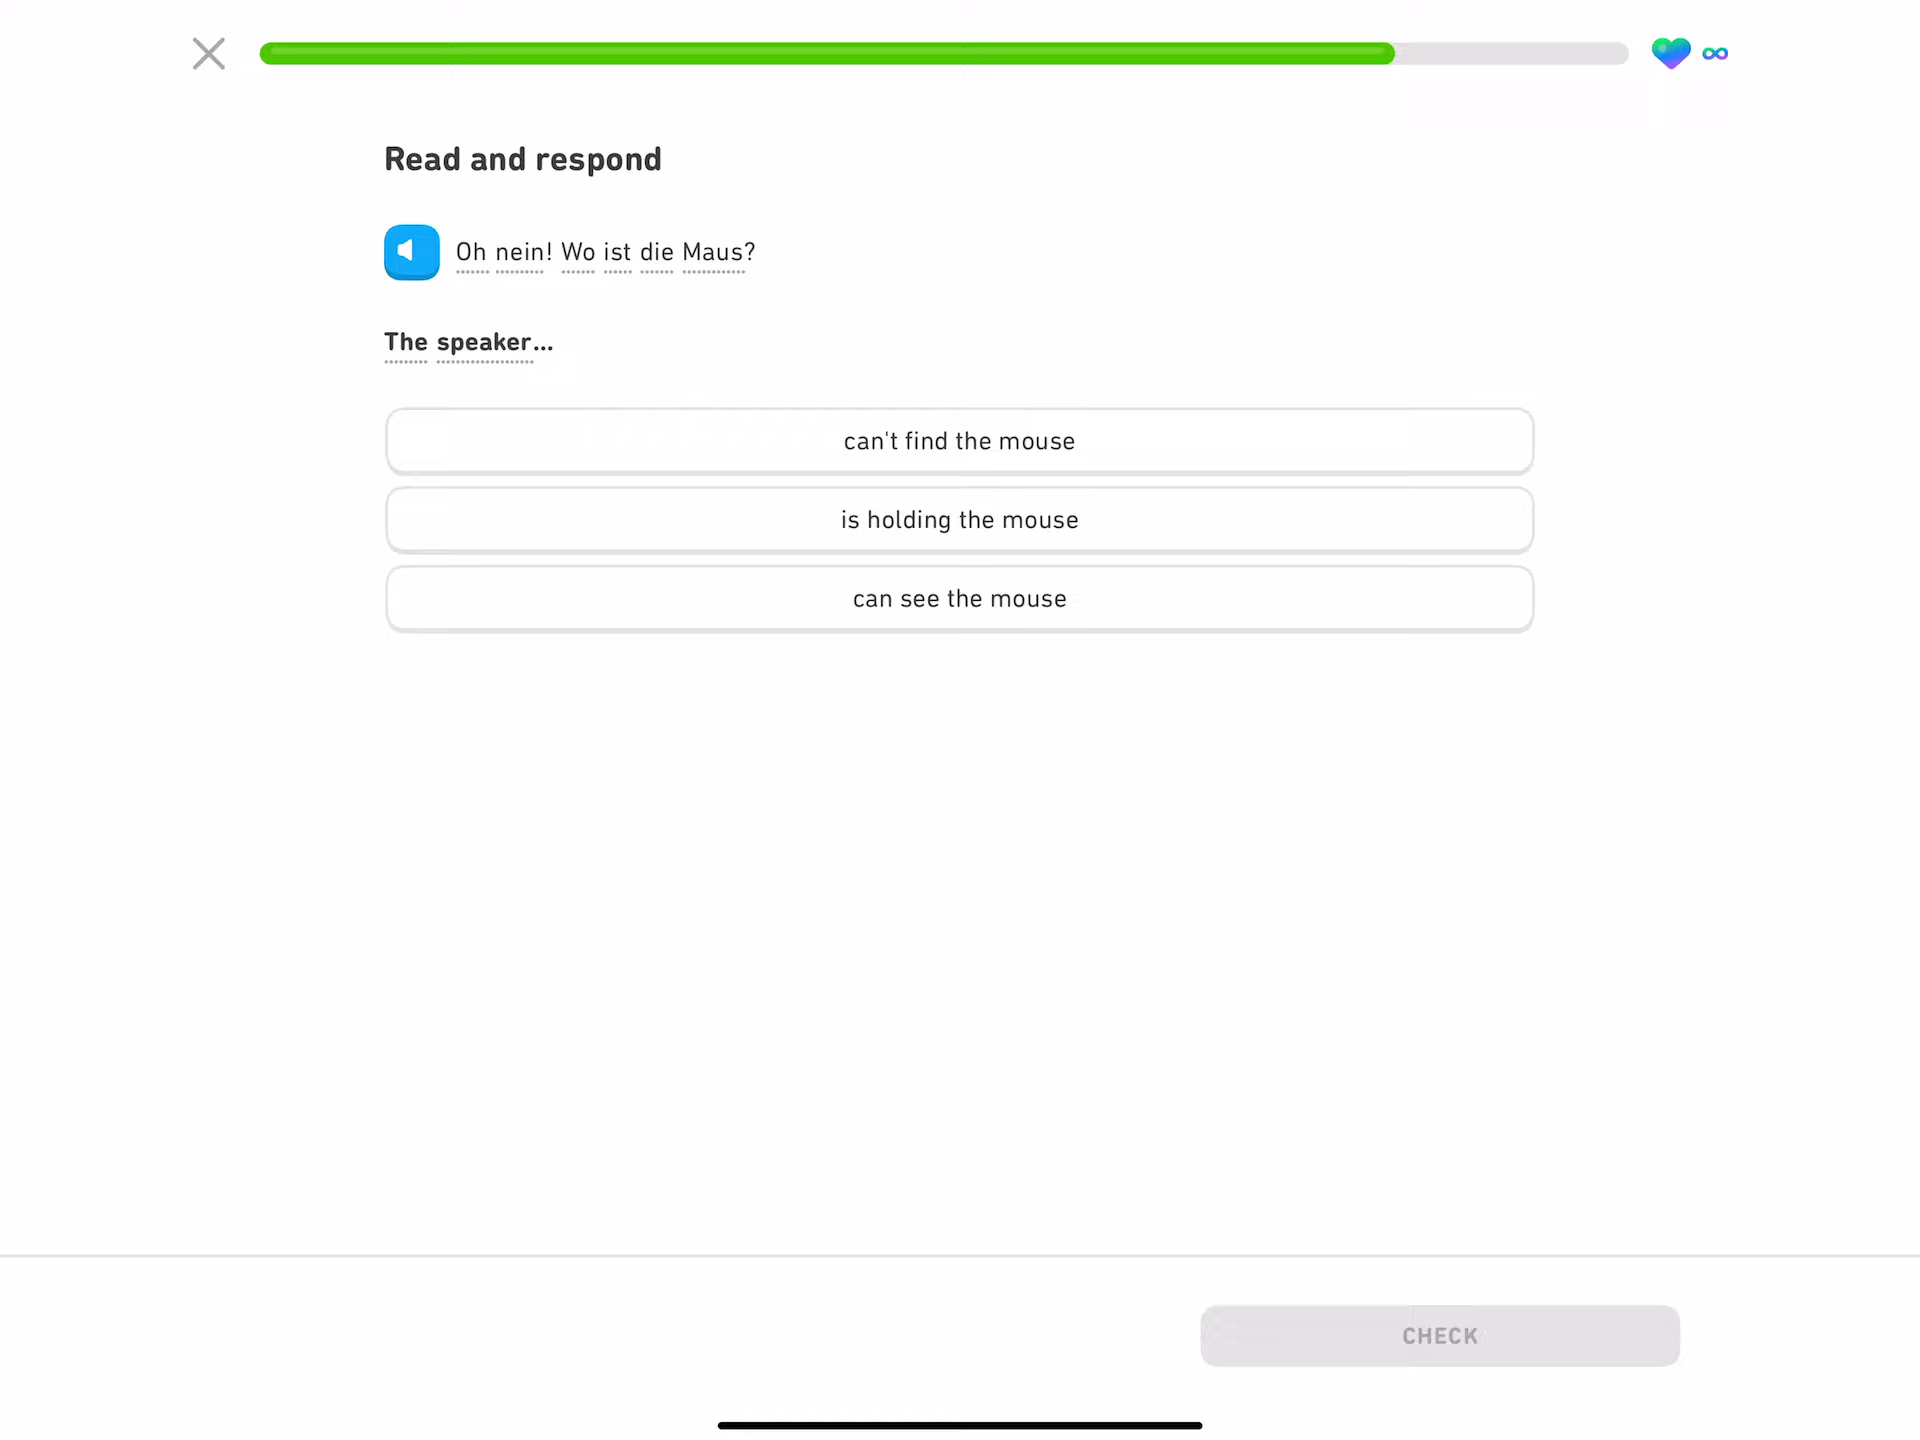 Read and respond
Oh nein! Wo ist die Maus?
The speaker...
can't find the mouse
is holding the mouse
can see the mouse
CHECK